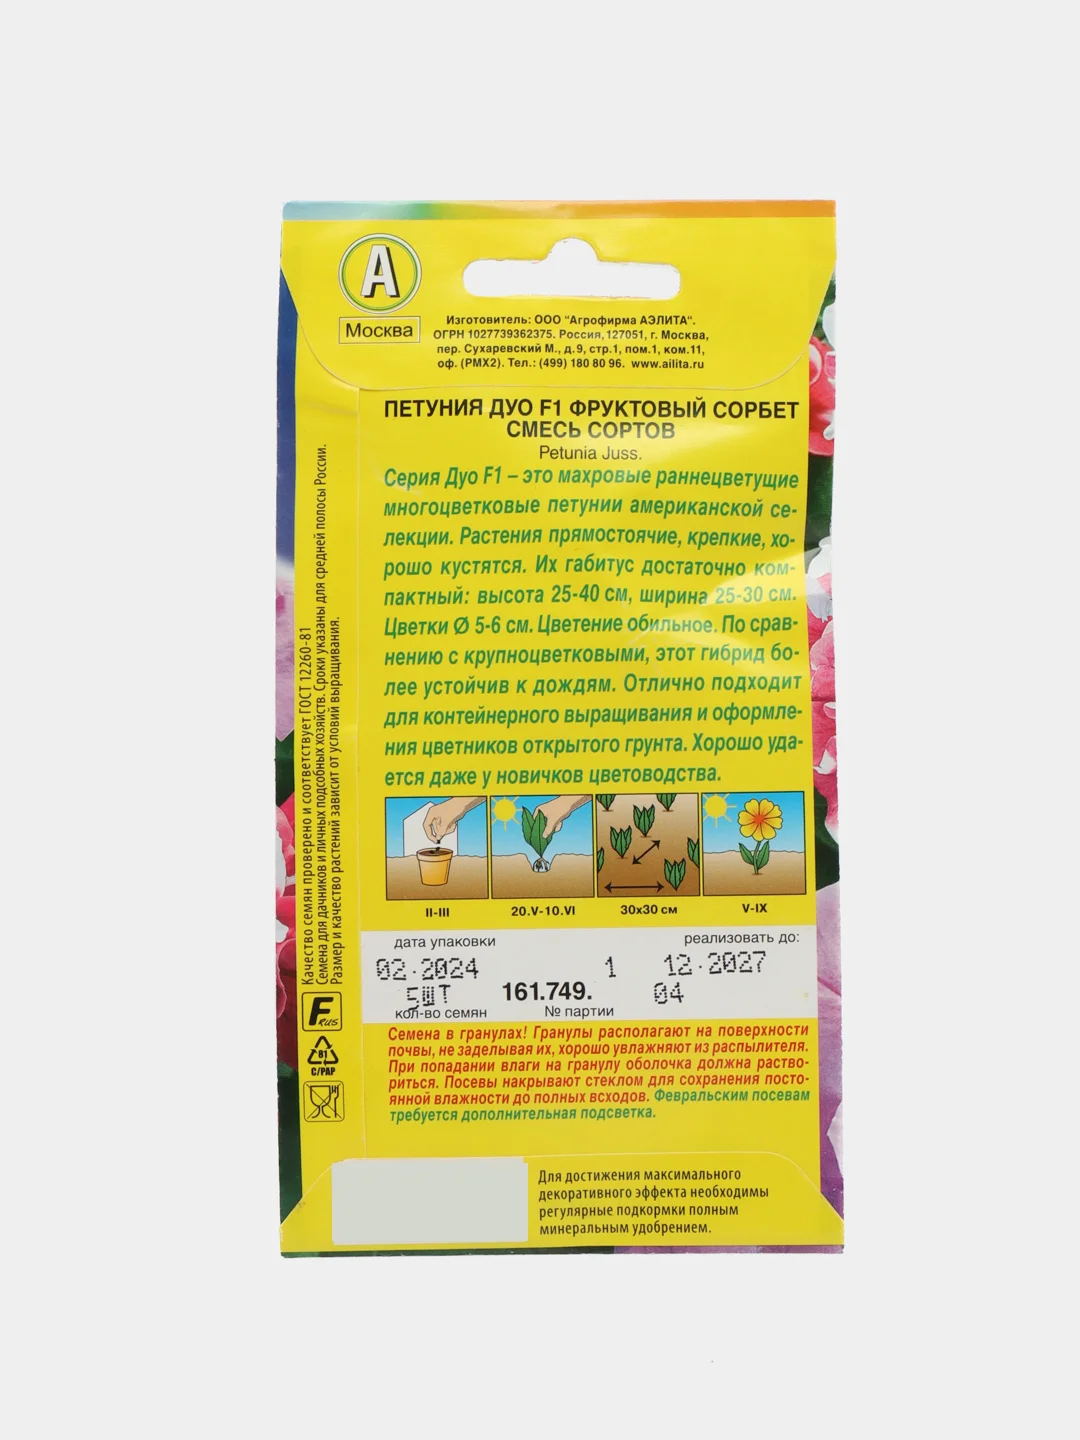 А
Москва
Изготовитель: ООО "Агрофирма АЭЛИТА".
ОГРН 1027739362375. Россия, 127051, г. Москва,
пер. Сухаревский М., д.9, стр.1, пом.1, ком.11,
оф. (РМХ2). Тел.: (499) 180 80 96. www.ailita.ru
ПЕТУНИЯ ДУО F1 ФРУКТОВЫЙ СОРБЕТ
СМЕСЬ СОРТОВ
Petunia Juss.
Серия Дуо F1 – это махровые раннецветущие
многоцветковые петунии американской се-
лекции. Растения прямостоячие, крепкие, хо-
рошо кустятся. Их габитус достаточно ком-
пактный: высота 25-40 см, ширина 25-30 см.
Цветки Ø 5-6 см. Цветение обильное. По срав-
нению с крупноцветковыми, этот гибрид бо-
лее устойчив к дождям. Отлично подходит
для контейнерного выращивания и оформле-
ния цветников открытого грунта. Хорошо уда-
ется даже у новичков цветоводства.
II-III
20.V-10.VI
30x30 см
V-IX
дата упаковки
реализовать до:
02.2024
1
12.2027
5ШТ
161.749.
04
кол-во семян
№ партии
Семена в гранулах! Гранулы располагают на поверхности
почвы, не заделывая их, хорошо увлажняют из распылителя.
При попадании влаги на гранулу оболочка должна раство-
риться. Посевы накрывают стеклом для сохранения посто-
янной влажности до полных всходов. Февральским посевам
требуется дополнительная подсветка.
Для достижения максимального
декоративного эффекта необходимы
регулярные подкормки полным
минеральным удобрением.
Качество семян проверено и соответствует ГОСТ 12260-81
Семена для дачников и личных подсобных хозяйств. Сроки указаны для средней полосы России.
Размер и качество растений зависит от условий выращивания.
F RUS
81
C/PAP